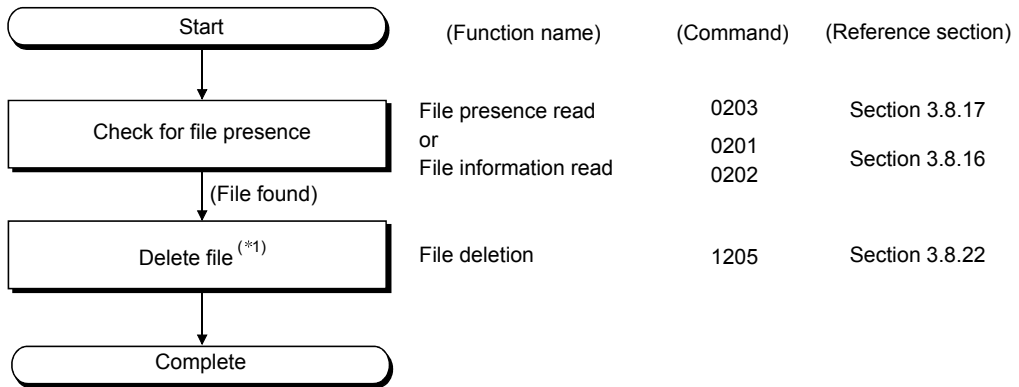 Start (Function name) (Command) (Reference section)
Check for file presence
File presence read 0203 Section 3.8.17
or
File information read
0201
0202
Section 3.8.16
(File found)
Delete file (*1) File deletion 1205 Section 3.8.22
Complete